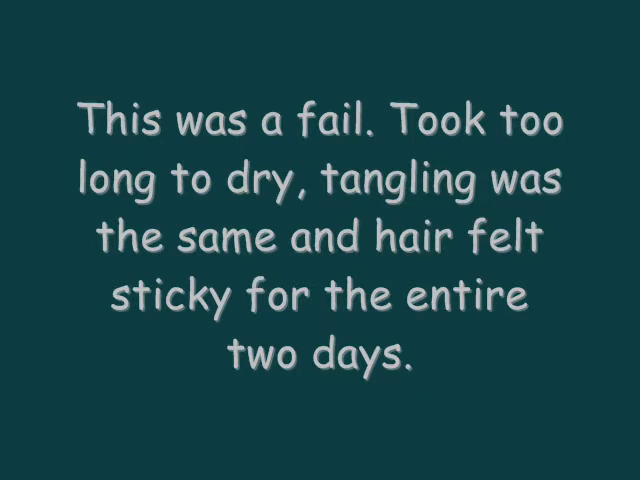 This was a fail. Took too
long to dry, tangling was
the same and hair felt
sticky for the entire
two days.